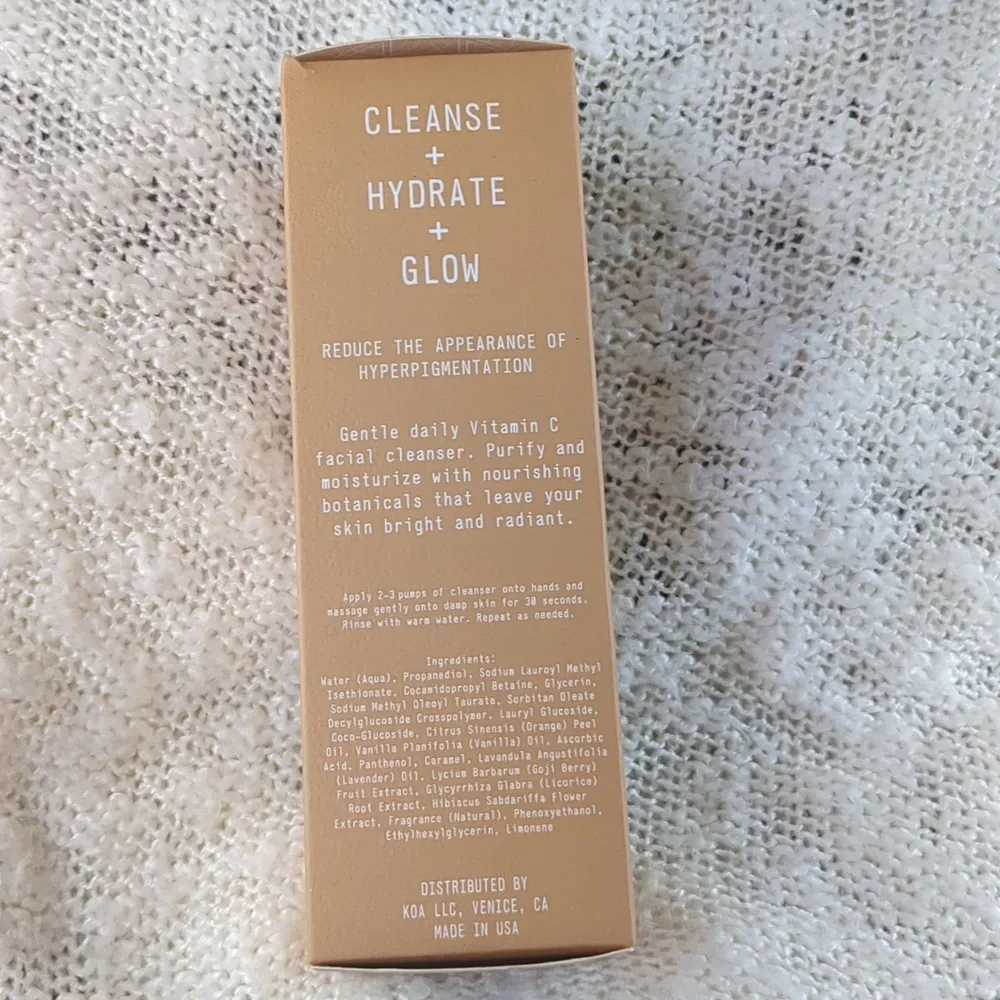 CLEANSE
+
HYDRATE
+
GLOW
REDUCE THE APPEARANCE OF
HYPERPIGMENTATION
Gentle daily Vitamin C
facial cleanser. Purify and
moisturize with nourishing
botanicals that leave your
skin bright and radiant.
Apply 2-3 pumps of cleanser onto hands and
massage gently onto damp skin for 30 seconds.
Rinse with warm water. Repeat as needed.
Ingredients:
Water (Aqua), Propanediol, Sodium Lauroyl Methyl
Isethionate, Cocamidopropyl Betaine, Glycerin,
Sodium Methyl Oleoyl Taurate, Sorbitan Oleate
Decylglucoside Crosspolymer, Lauryl Glucoside,
Coco-Glucoside, Citrus Sinensis (Orange) Peel
Oil, Vanilla Planifolia (Vanilla) Oil, Ascorbic
Acid, Panthenol, Caramel, Lavandula Angustifolia
(Lavender) Oil, Lycium Barbarum (Goji Berry)
Fruit Extract, Glycyrrhiza Glabra (Licorice)
Root Extract, Hibiscus Sabdariffa Flower
Extract, Fragrance (Natural), Phenoxyethanol,
Ethylhexylglycerin, Limonene
DISTRIBUTED BY
KOA LLC, VENICE, CA
MADE IN USA